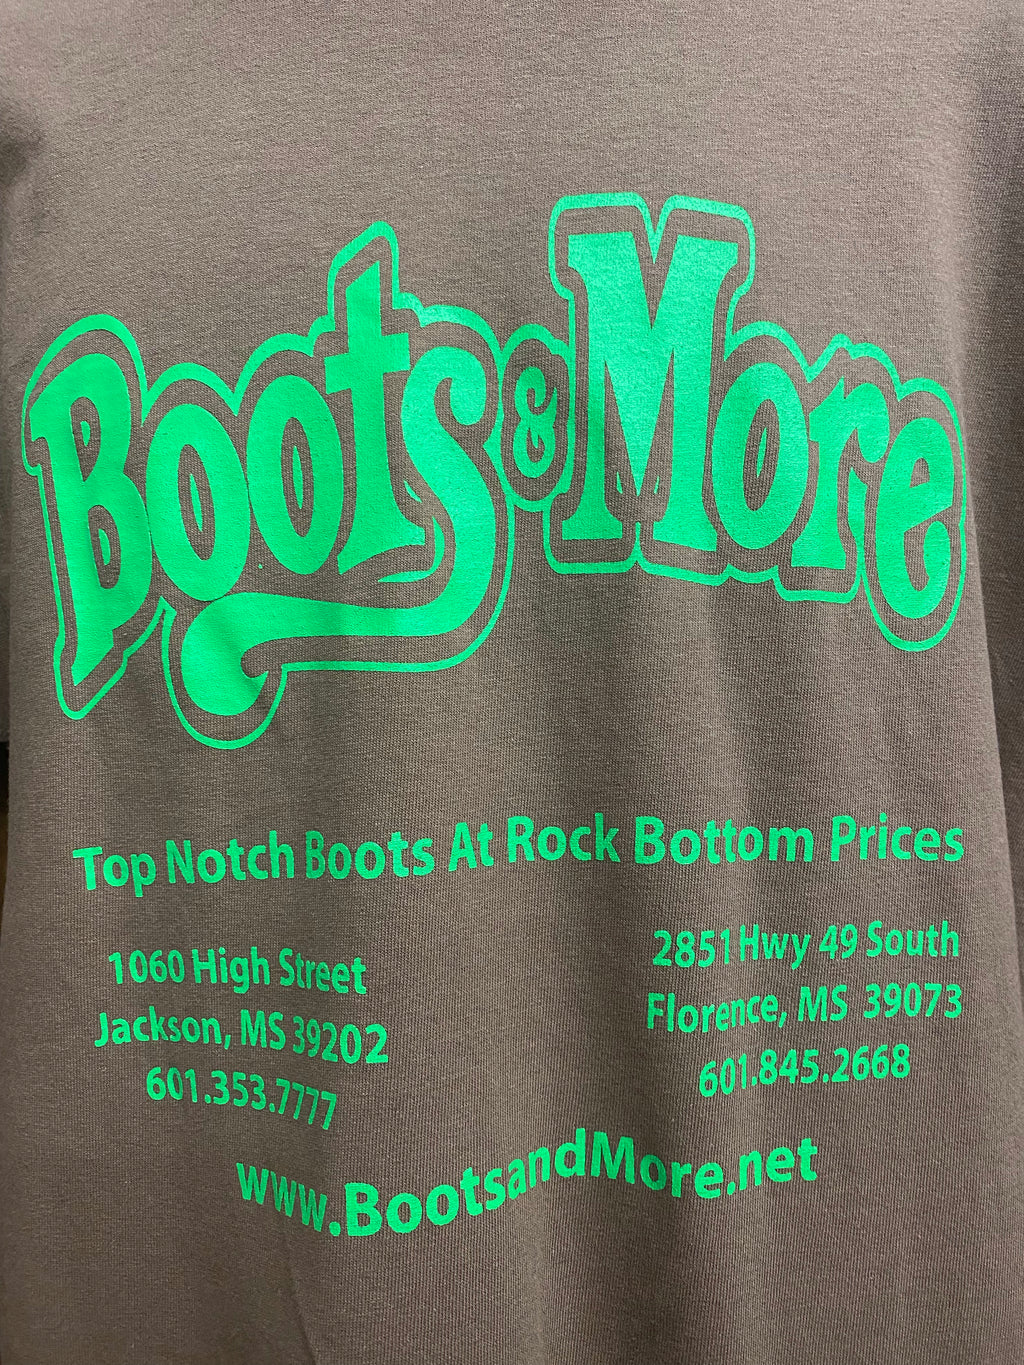 Boots & More
Top Notch Boots At Rock Bottom Prices
1060 High Street
Jackson, MS 39202
601.353.7777
2851 Hwy 49 South
Florence, MS 39073
601.845.2668
www.BootsandMore.net